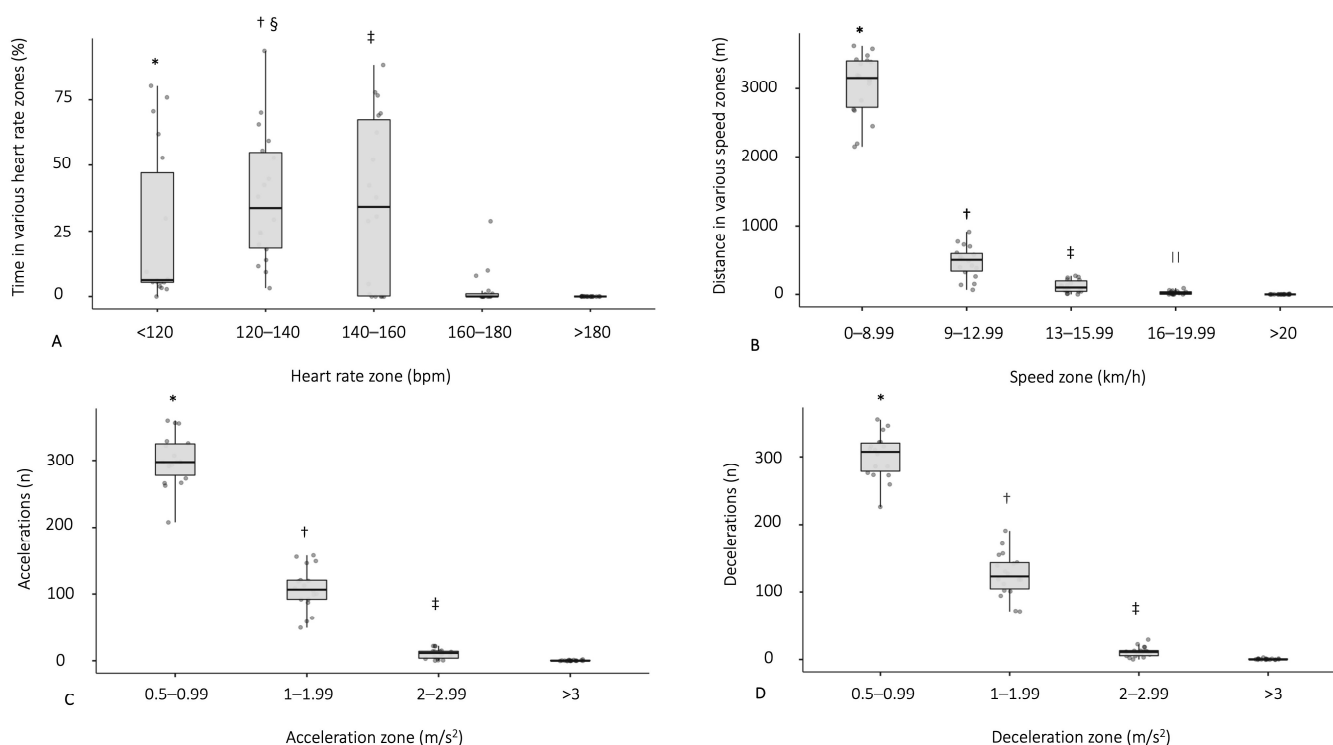 Time in various heart rate zones (%)
*
† §
‡
75
50
25
0
<120 120–140 140–160 160–180 >180
A
Heart rate zone (bpm)
Distance in various speed zones (m)
*
†
‡
||
3000
2000
1000
0
0–8.99 9–12.99 13–15.99 16–19.99 >20
B
Speed zone (km/h)
Accelerations (n)
*
†
‡
300
200
100
0
0.5–0.99 1–1.99 2–2.99 >3
C
Acceleration zone (m/s²)
Decelerations (n)
*
†
‡
300
200
100
0
0.5–0.99 1–1.99 2–2.99 >3
D
Deceleration zone (m/s²)